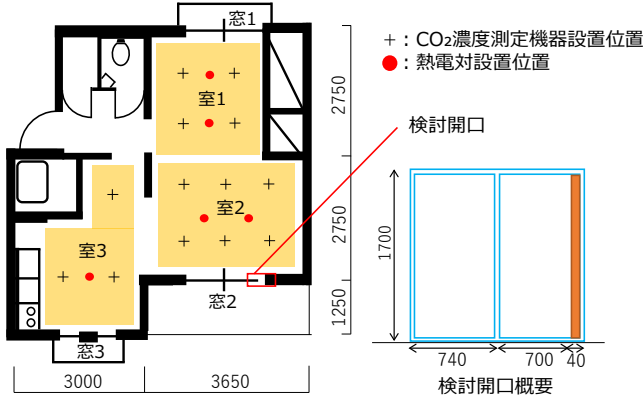 窓1
+：CO₂濃度測定機器設置位置
●：熱電対設置位置
室1
2750
検討開口
室2
2750
室3
1700
窓2
1250
窓3
740
700
40
3000
3650
検討開口概要